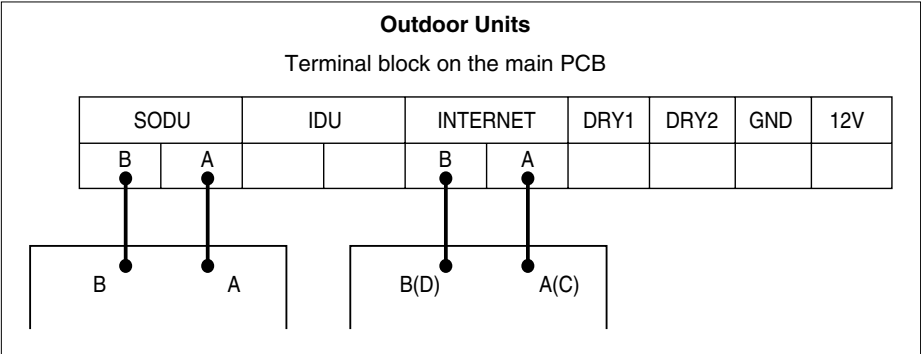 Outdoor Units
Terminal block on the main PCB
SODU IDU INTERNET DRY1 DRY2 GND 12V
B A B A
B A B(D) A(C)